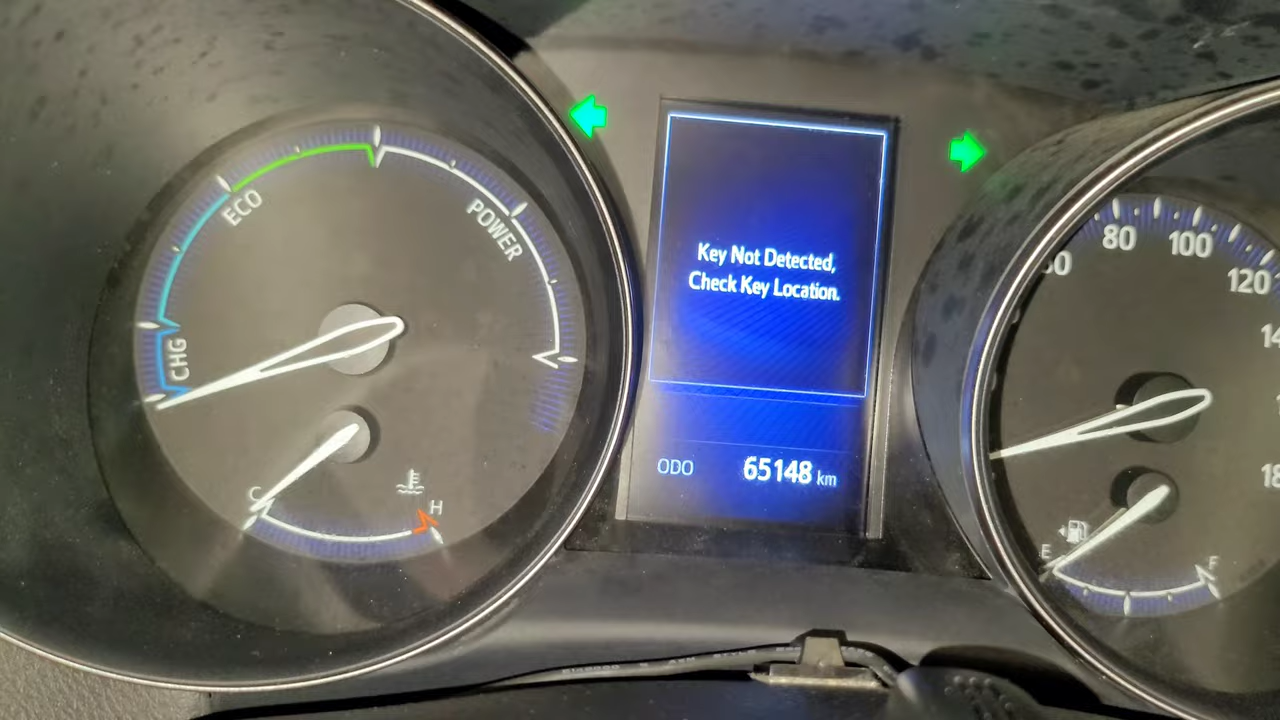 ECO
POWER
CHG
C
H
Key Not Detected,
Check Key Location.
ODO 65148 km
80
100
120
E
F